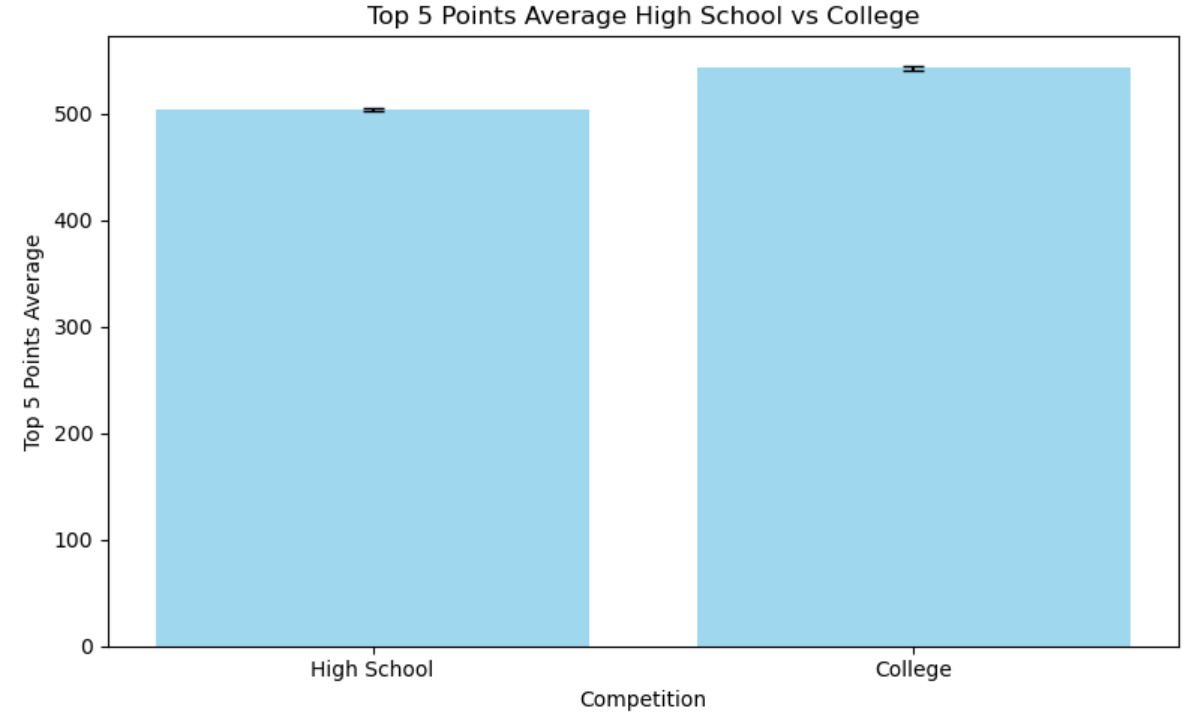 Top 5 Points Average High School vs College
Top 5 Points Average
500
400
300
200
100
0
High School
College
Competition